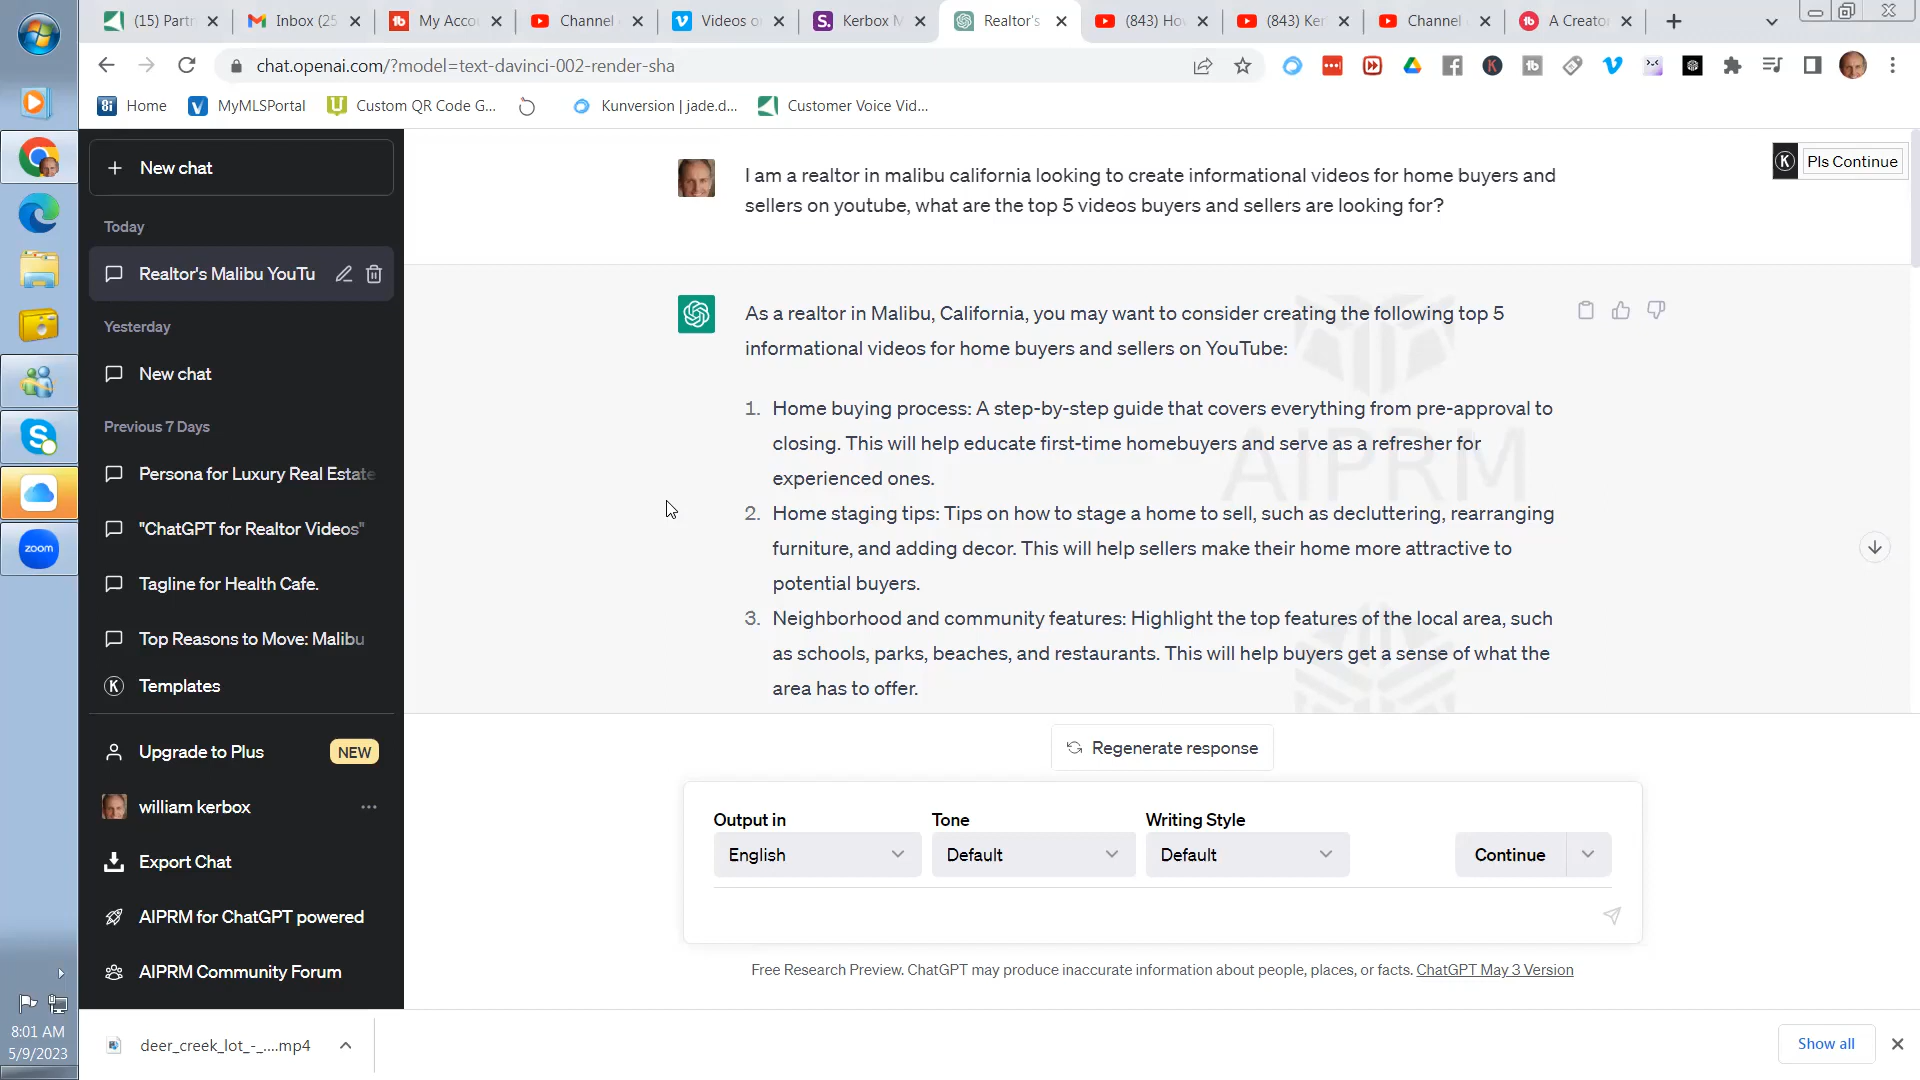 (15) Partn
Inbox (25
My Accou
Channel
Videos o
Kerbox M
Realtor's
(843) Ho
(843) Ker
Channel
A Creato
chat.openai.com/?model=text-davinci-002-render-sha
Home
MyMLSPortal
Custom QR Code G...
Kunversion | jade.d...
Customer Voice Vid...
New chat
Today
Realtor's Malibu YouTu
Yesterday
New chat
Previous 7 Days
Persona for Luxury Real Estate
"ChatGPT for Realtor Videos"
Tagline for Health Cafe.
Top Reasons to Move: Malibu
Templates
Upgrade to Plus
NEW
william kerbox
Export Chat
AIPRM for ChatGPT powered
AIPRM Community Forum
I am a realtor in malibu california looking to create informational videos for home buyers and
sellers on youtube, what are the top 5 videos buyers and sellers are looking for?
Pls Continue
As a realtor in Malibu, California, you may want to consider creating the following top 5
informational videos for home buyers and sellers on YouTube:
1. Home buying process: A step-by-step guide that covers everything from pre-approval to
closing. This will help educate first-time homebuyers and serve as a refresher for
experienced ones.
2. Home staging tips: Tips on how to stage a home to sell, such as decluttering, rearranging
furniture, and adding decor. This will help sellers make their home more attractive to
potential buyers.
3. Neighborhood and community features: Highlight the top features of the local area, such
as schools, parks, beaches, and restaurants. This will help buyers get a sense of what the
area has to offer.
AIPRM
Regenerate response
Output in
Tone
Writing Style
English
Default
Default
Continue
Free Research Preview. ChatGPT may produce inaccurate information about people, places, or facts. ChatGPT May 3 Version
zoom
8:01 AM
5/9/2023
deer_creek_lot_-_....mp4
Show all